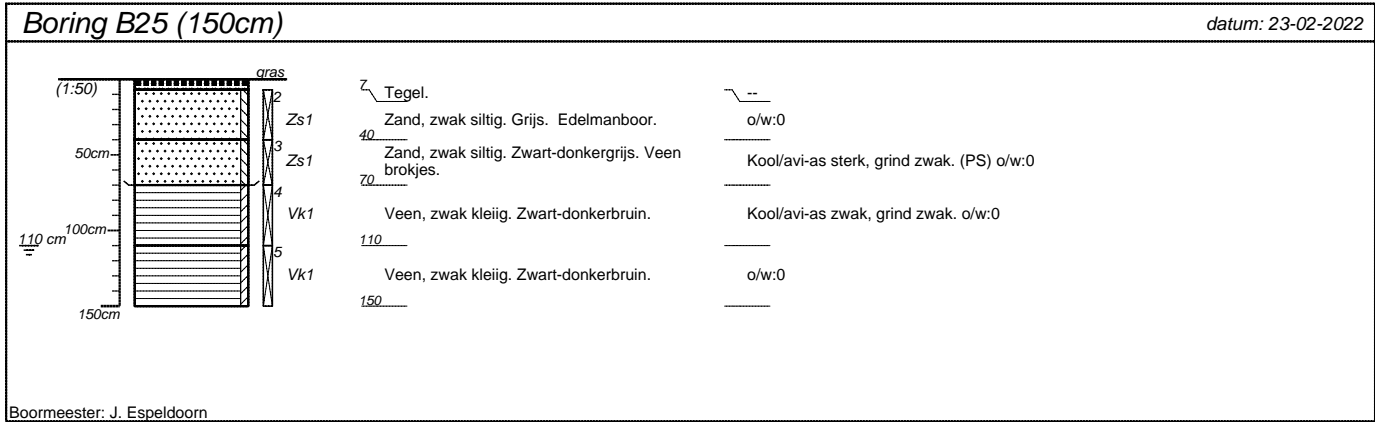 Boring B25 (150cm)
datum: 23-02-2022
gras
(1:50)
7 Tegel. --
2
Zs1 Zand, zwak siltig. Grijs. Edelmanboor. o/w:0
40
50cm
3
Zs1 Zand, zwak siltig. Zwart-donkergrijs. Veen
brokjes.
Kool/avi-as sterk, grind zwak. (PS) o/w:0
70
4
Vk1 Veen, zwak kleiig. Zwart-donkerbruin. Kool/avi-as zwak, grind zwak. o/w:0
100cm
110 cm
110
5
Vk1 Veen, zwak kleiig. Zwart-donkerbruin. o/w:0
150
150cm
Boormeester: J. Espeldoorn